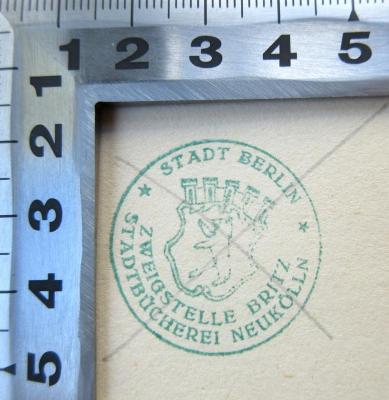 1 2 3 4 5
1
2
3
4
5
STADT BERLIN
ZWEIGSTELLE BRITZ
STADTBÜCHEREI NEUKÖLLN